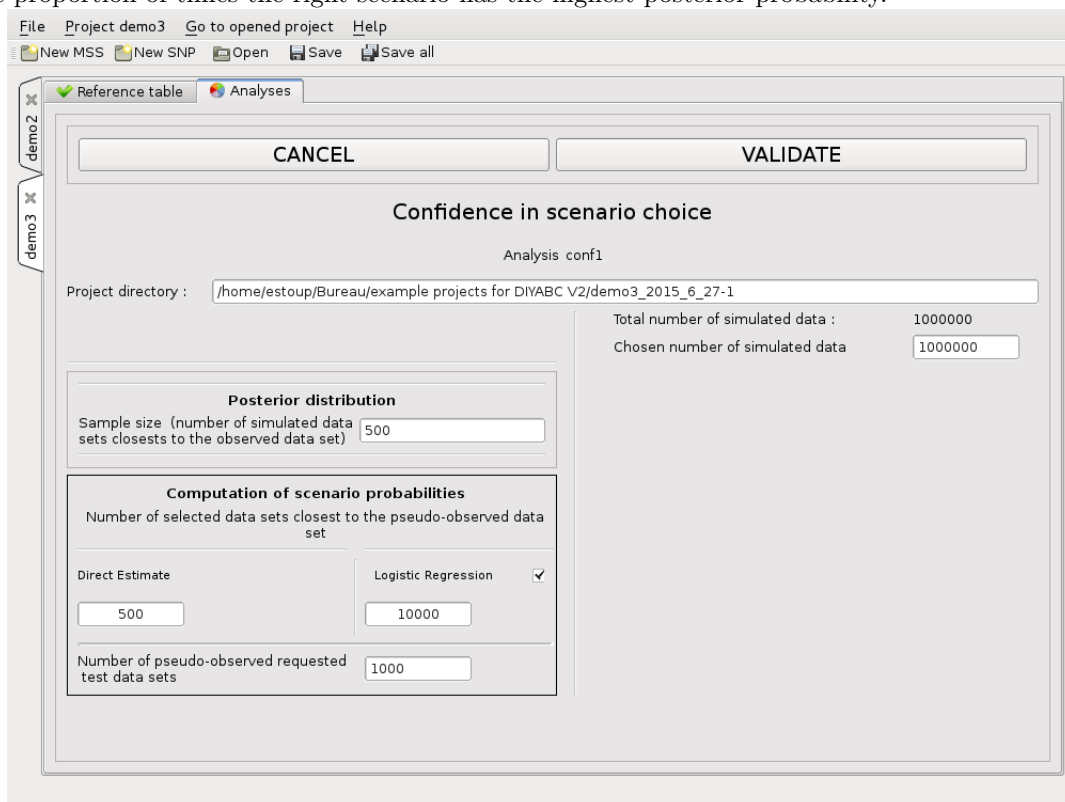 proportion of times the right scenario has the highest posterior probability.
File Project demo3 Go to opened project Help
New MSS New SNP Open Save Save all
demo2
demo3
Reference table Analyses
CANCEL VALIDATE
Confidence in scenario choice
Analysis conf1
Project directory : /home/estoup/Bureau/example projects for DIYABC V2/demo3_2015_6_27-1
Total number of simulated data : 1000000
Chosen number of simulated data 1000000
Posterior distribution
Sample size (number of simulated data
sets closests to the observed data set) 500
Computation of scenario probabilities
Number of selected data sets closest to the pseudo-observed data
set
Direct Estimate Logistic Regression
500 10000
Number of pseudo-observed requested
test data sets 1000